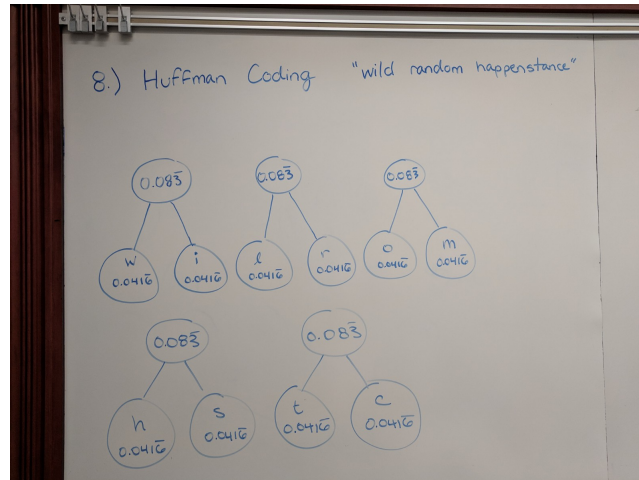 8.) Huffman Coding "wild random happenstance"
0.083̅ 0.083̅ 0.083̅
w i l r o m
0.0416̅ 0.0416̅ 0.0416̅ 0.0416̅ 0.0416̅ 0.0416̅
0.083̅ 0.083̅
h s t c
0.0416̅ 0.0416̅ 0.0416̅ 0.0416̅